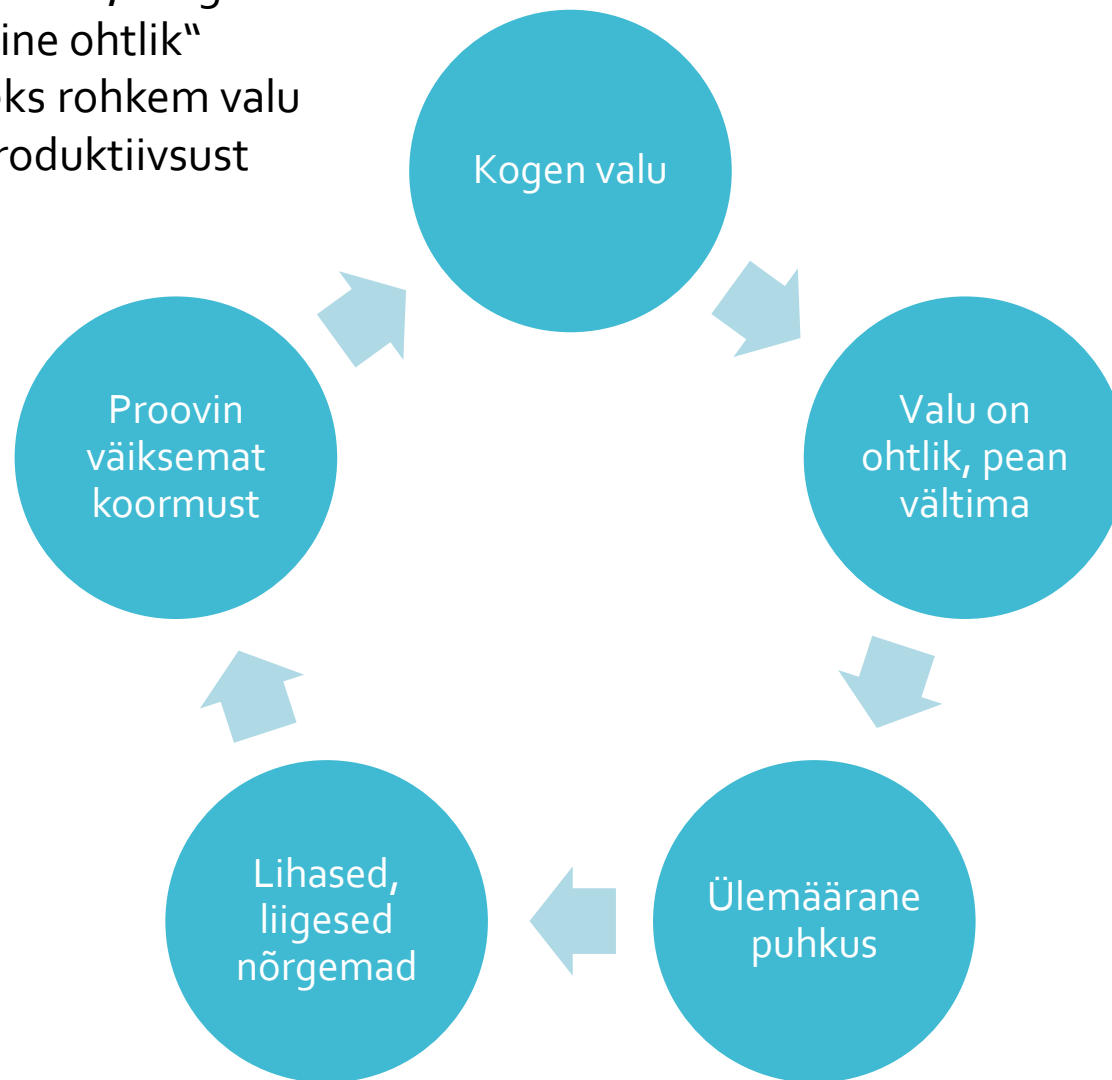 ine ohtlik“
ks rohkem valu
roduktiivsust
Kogen valu
Valu on
ohtlik, pean
vältima
Ülemäärane
puhkus
Lihased,
liigesed
nõrgemad
Proovin
väiksemat
koormust